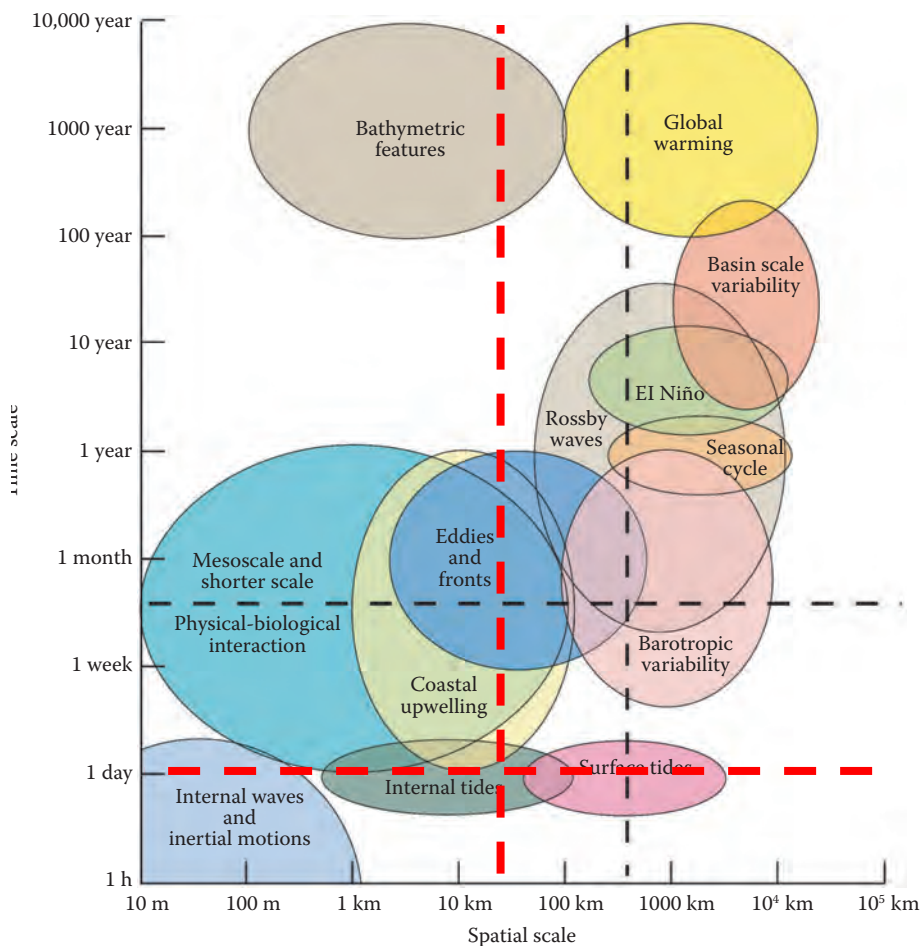 10,000 year
1000 year
100 year
10 year
1 year
1 month
1 week
1 day
1 h
Bathymetric
features
Global
warming
Basin scale
variability
EI Niño
Rossby
waves
Seasonal
cycle
Eddies
and
fronts
Mesoscale and
shorter scale
Physical-biological
interaction
Barotropic
variability
Coastal
upwelling
Surface tides
Internal tides
Internal waves
and
inertial motions
10 m
100 m
1 km
10 km
100 km
1000 km
10⁴ km
10⁵ km
Spatial scale